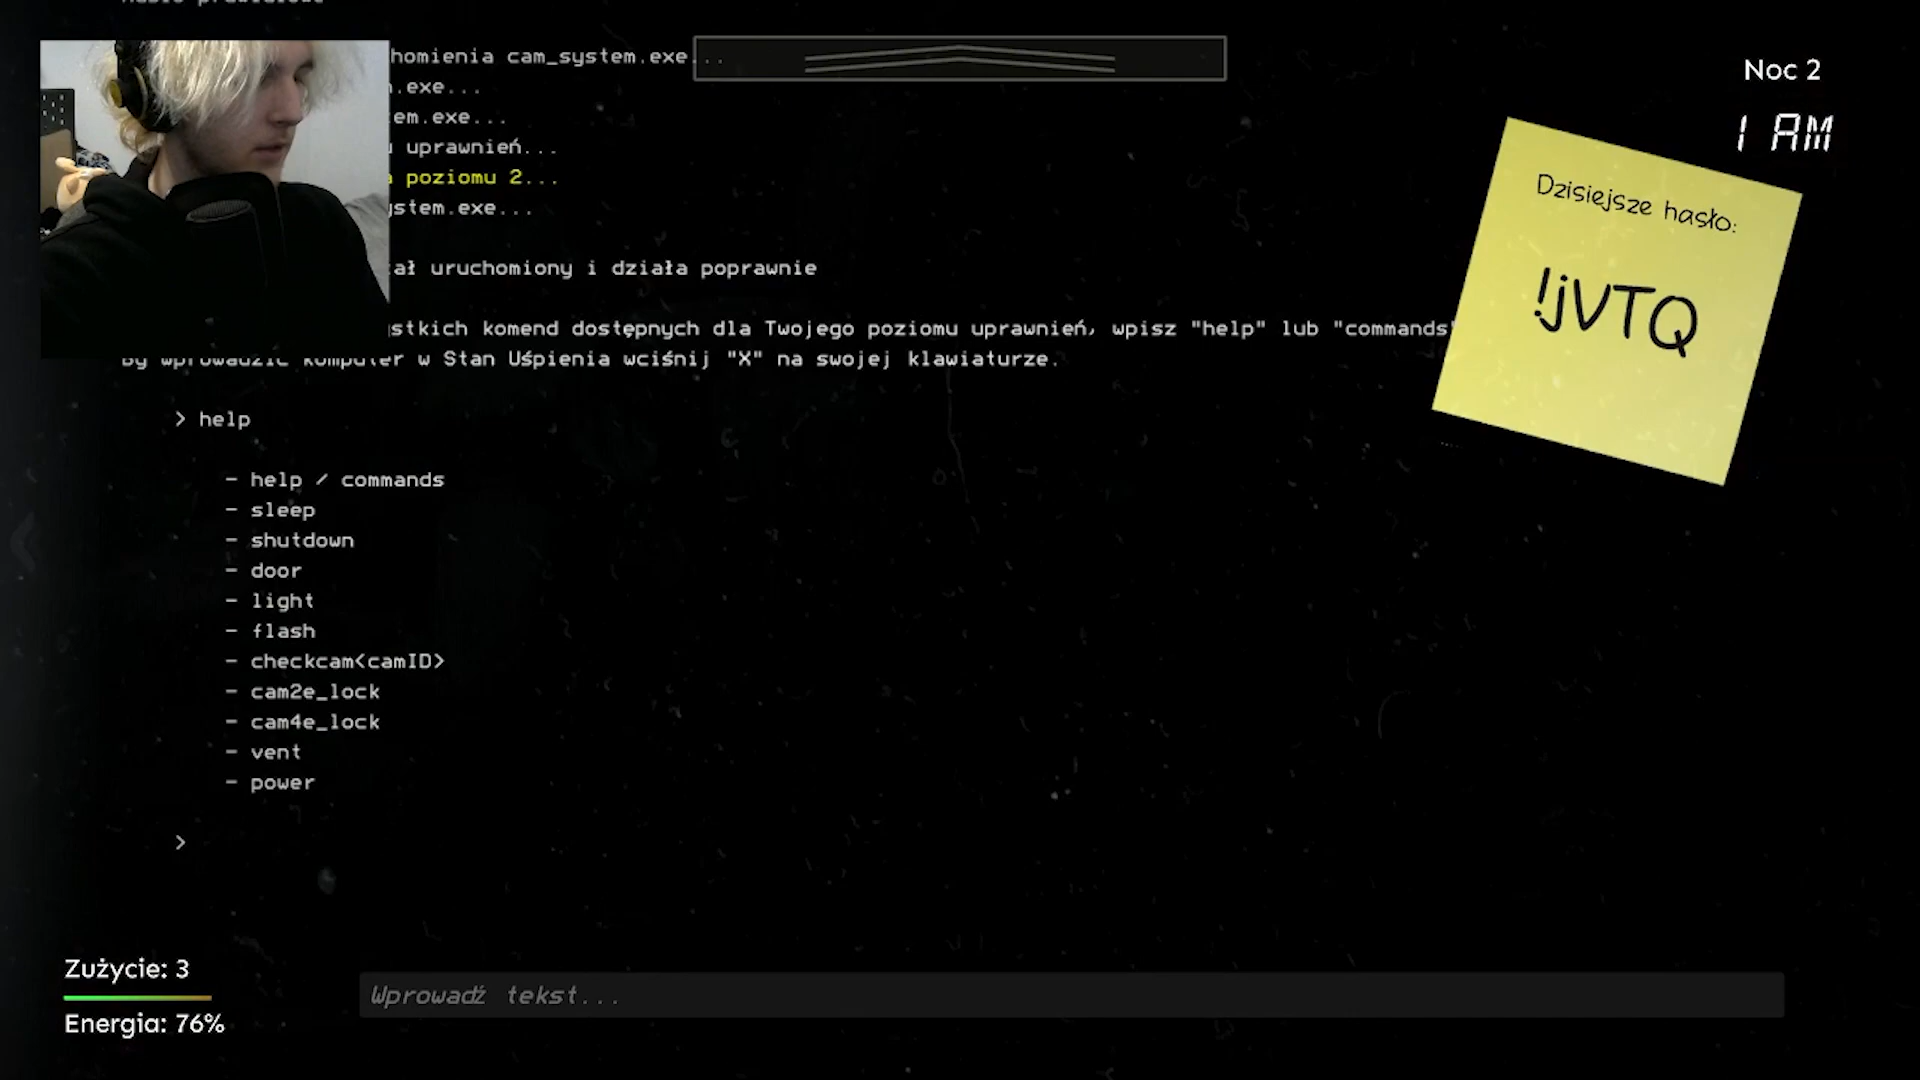 homienia cam_system.exe...
.exe...
em.exe...
uprawnień...
poziomu 2...
stem.exe...
ał uruchomiony i działa poprawnie
stkich komend dostępnych dla Twojego poziomu uprawnień, wpisz "help" lub "commands"
By wprowadzić komputer w Stan Uśpienia wciśnij "X" na swojej klawiaturze.
> help
- help / commands
- sleep
- shutdown
- door
- light
- flash
- checkcam<camID>
- cam2e_lock
- cam4e_lock
- vent
- power
>
Noc 2
1 AM
Dzisiejsze hasło:
!jVTQ
Zużycie: 3
Energia: 76%
Wprowadź tekst...